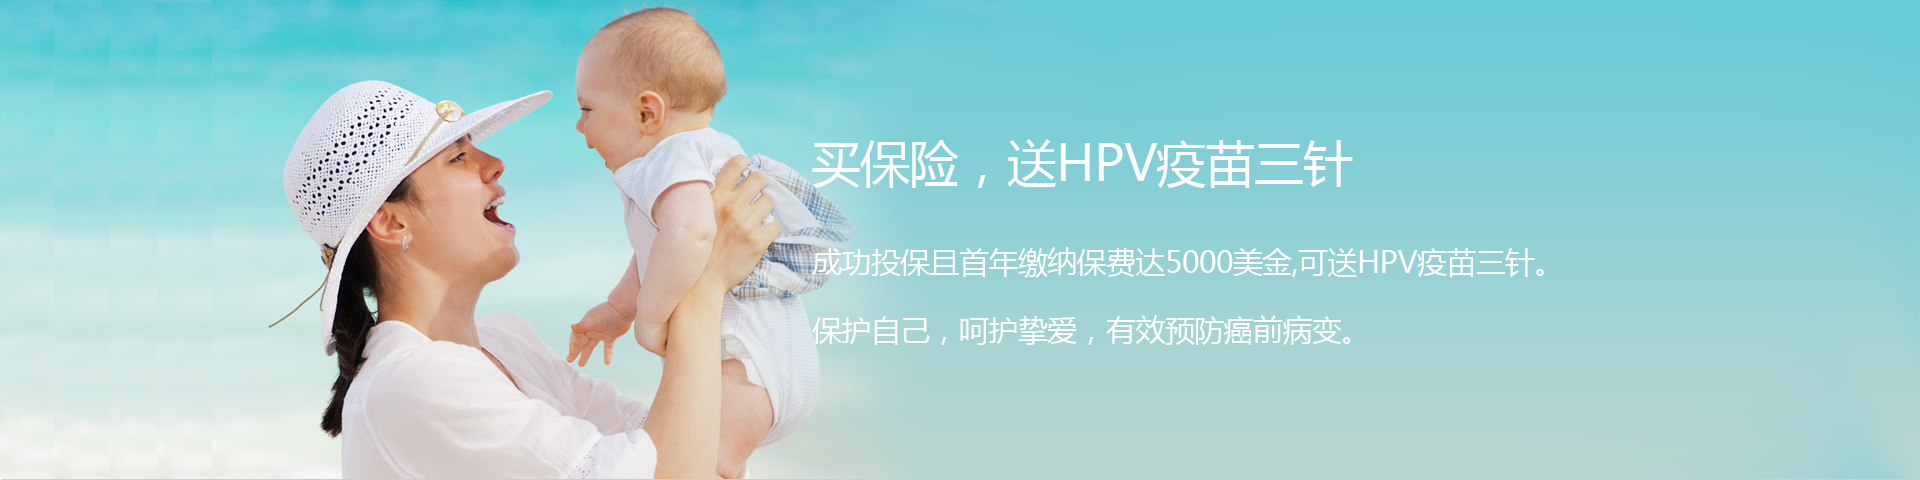 买保险，送HPV疫苗三针
成功投保且首年缴纳保费达5000美金,可送HPV疫苗三针。
保护自己，呵护挚爱，有效预防癌前病变。